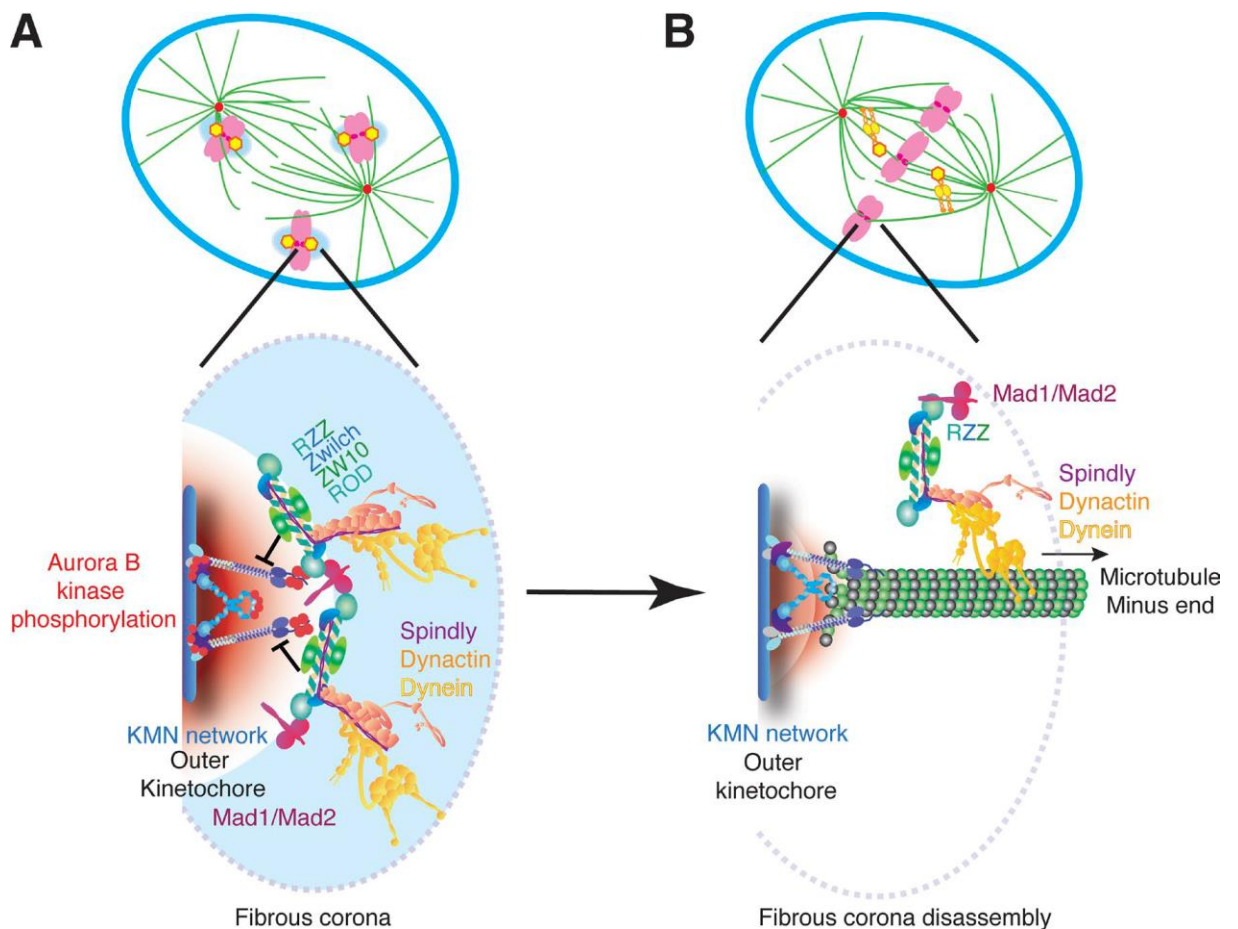 A
RZZ
Zwilch
ZW10
ROD
Aurora B
kinase
phosphorylation
Spindly
Dynactin
Dynein
KMN network
Outer
Kinetochore
Mad1/Mad2
Fibrous corona
B
Mad1/Mad2
RZZ
Spindly
Dynactin
Dynein
Microtubule
Minus end
KMN network
Outer
kinetochore
Fibrous corona disassembly